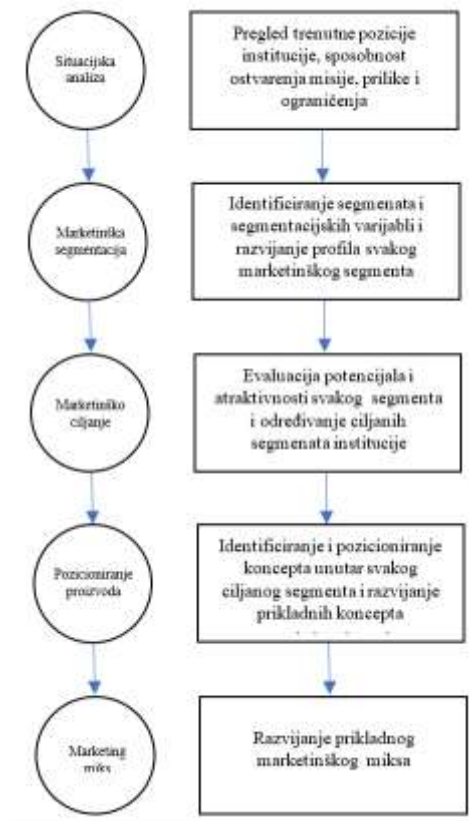 Situacijska
analiza
Pregled trenutne pozicije
institucije, sposobnost
ostvarenja misije, prilike i
ograničenja
Marketinška
segmentacija
Identificiranje segmenata i
segmentacijskih varijabli i
razvijanje profila svakog
marketinškog segmenta
Marketinško
ciljanje
Evaluacija potencijala i
atraktivnosti svakog segmenta
i određivanje ciljanih
segmenata institucije
Pozicioniranje
proizvoda
Identificiranje i pozicioniranje
koncepta unutar svakog
ciljanog segmenta i razvijanje
prikladnih koncepta
Marketing
miks
Razvijanje prikladnog
marketinškog miksa